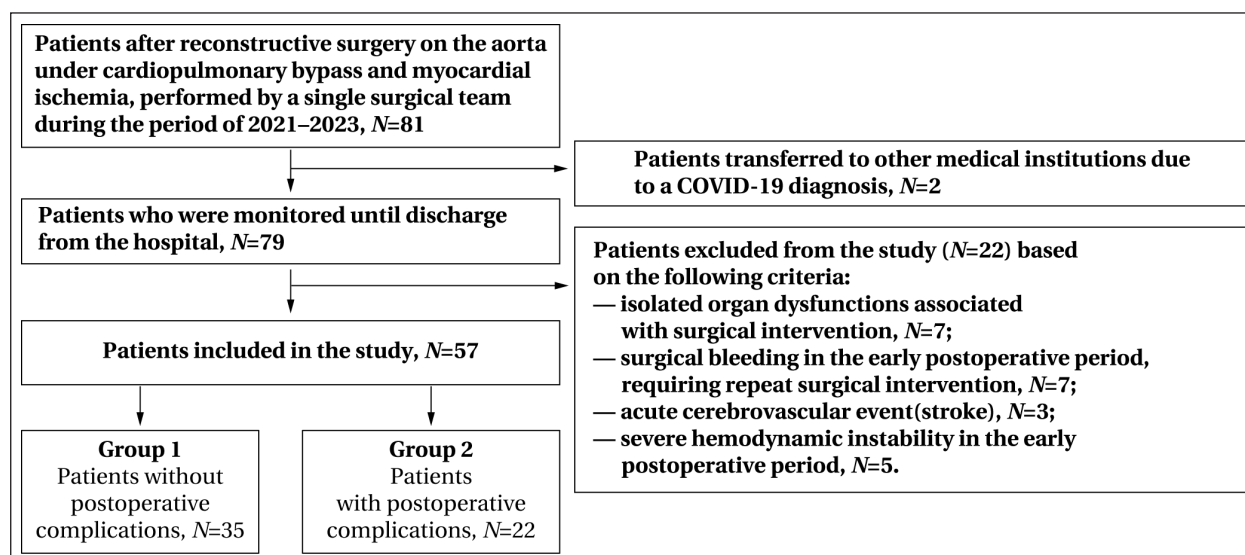 Patients after reconstructive surgery on the aorta
under cardiopulmonary bypass and myocardial
ischemia, performed by a single surgical team
during the period of 2021–2023, N=81
Patients transferred to other medical institutions due
to a COVID-19 diagnosis, N=2
Patients who were monitored until discharge
from the hospital, N=79
Patients excluded from the study (N=22) based
on the following criteria:
— isolated organ dysfunctions associated
with surgical intervention, N=7;
— surgical bleeding in the early postoperative period,
requiring repeat surgical intervention, N=7;
— acute cerebrovascular event(stroke), N=3;
— severe hemodynamic instability in the early
postoperative period, N=5.
Patients included in the study, N=57
Group 1
Patients without
postoperative
complications, N=35
Group 2
Patients
with postoperative
complications, N=22